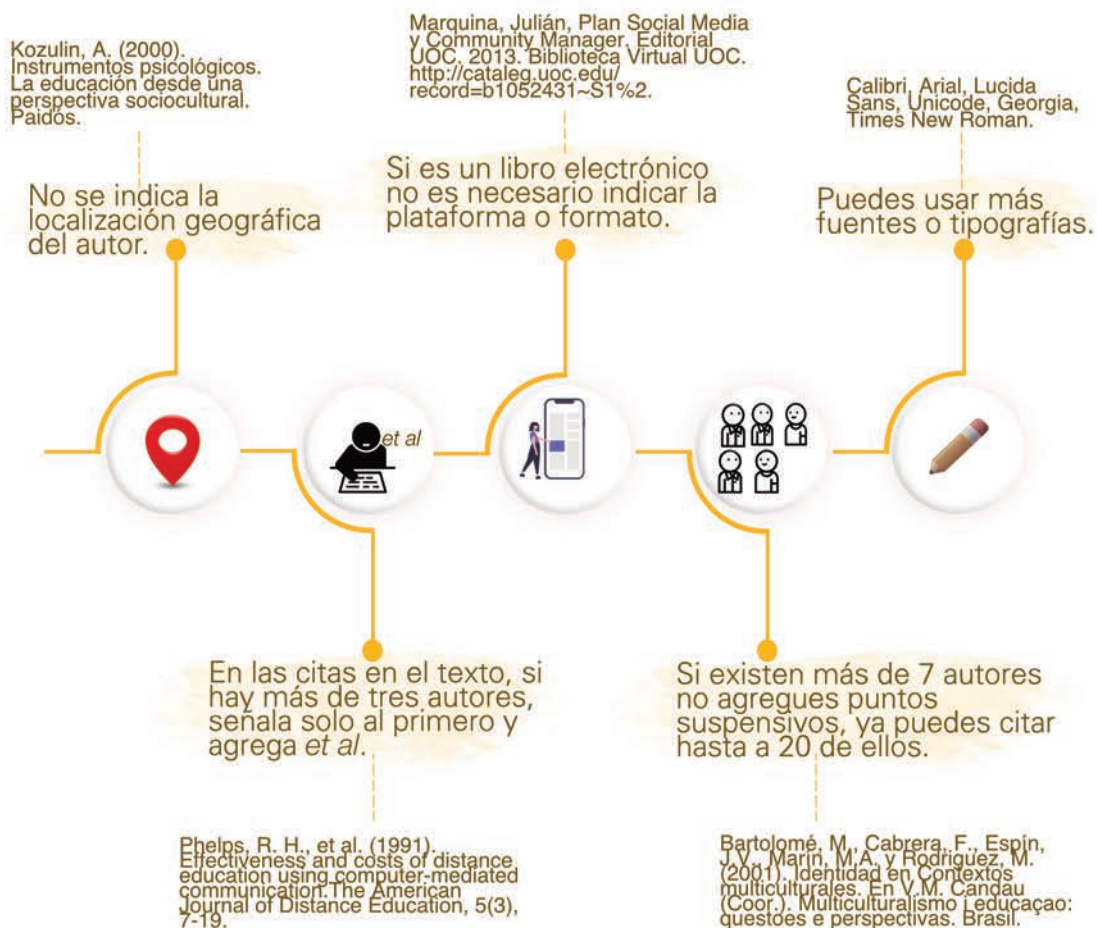 Kozulin, A. (2000).
Instrumentos psicológicos.
La educación desde una
perspectiva sociocultural.
Paidós.
No se indica la
localización geográfica
del autor.
Marquina, Julián, Plan Social Media
y Community Manager. Editorial
UOC, 2013. Biblioteca Virtual UOC.
http://cataleg.uoc.edu/
record=b1052431~S1%2.
Si es un libro electrónico
no es necesario indicar la
plataforma o formato.
Calibri, Arial, Lucida
Sans, Unicode, Georgia,
Times New Roman.
Puedes usar más
fuentes o tipografías.
et al
En las citas en el texto, si
hay más de tres autores,
señala solo al primero y
agrega et al.
Phelps, R. H., et al. (1991).
Effectiveness and costs of distance
education using computer-mediated
communication.The American
Journal of Distance Education, 5(3),
7-19.
Si existen más de 7 autores
no agregues puntos
suspensivos, ya puedes citar
hasta a 20 de ellos.
Bartolomé, M., Cabrera, F., Espín,
J.V., Marín, M.A. y Rodriguez, M.
(2001). Identidad en Contextos
multiculturales. En V.M. Candau
(Coor.). Multiculturalismo i educaçao:
questoes e perspectivas. Brasil.